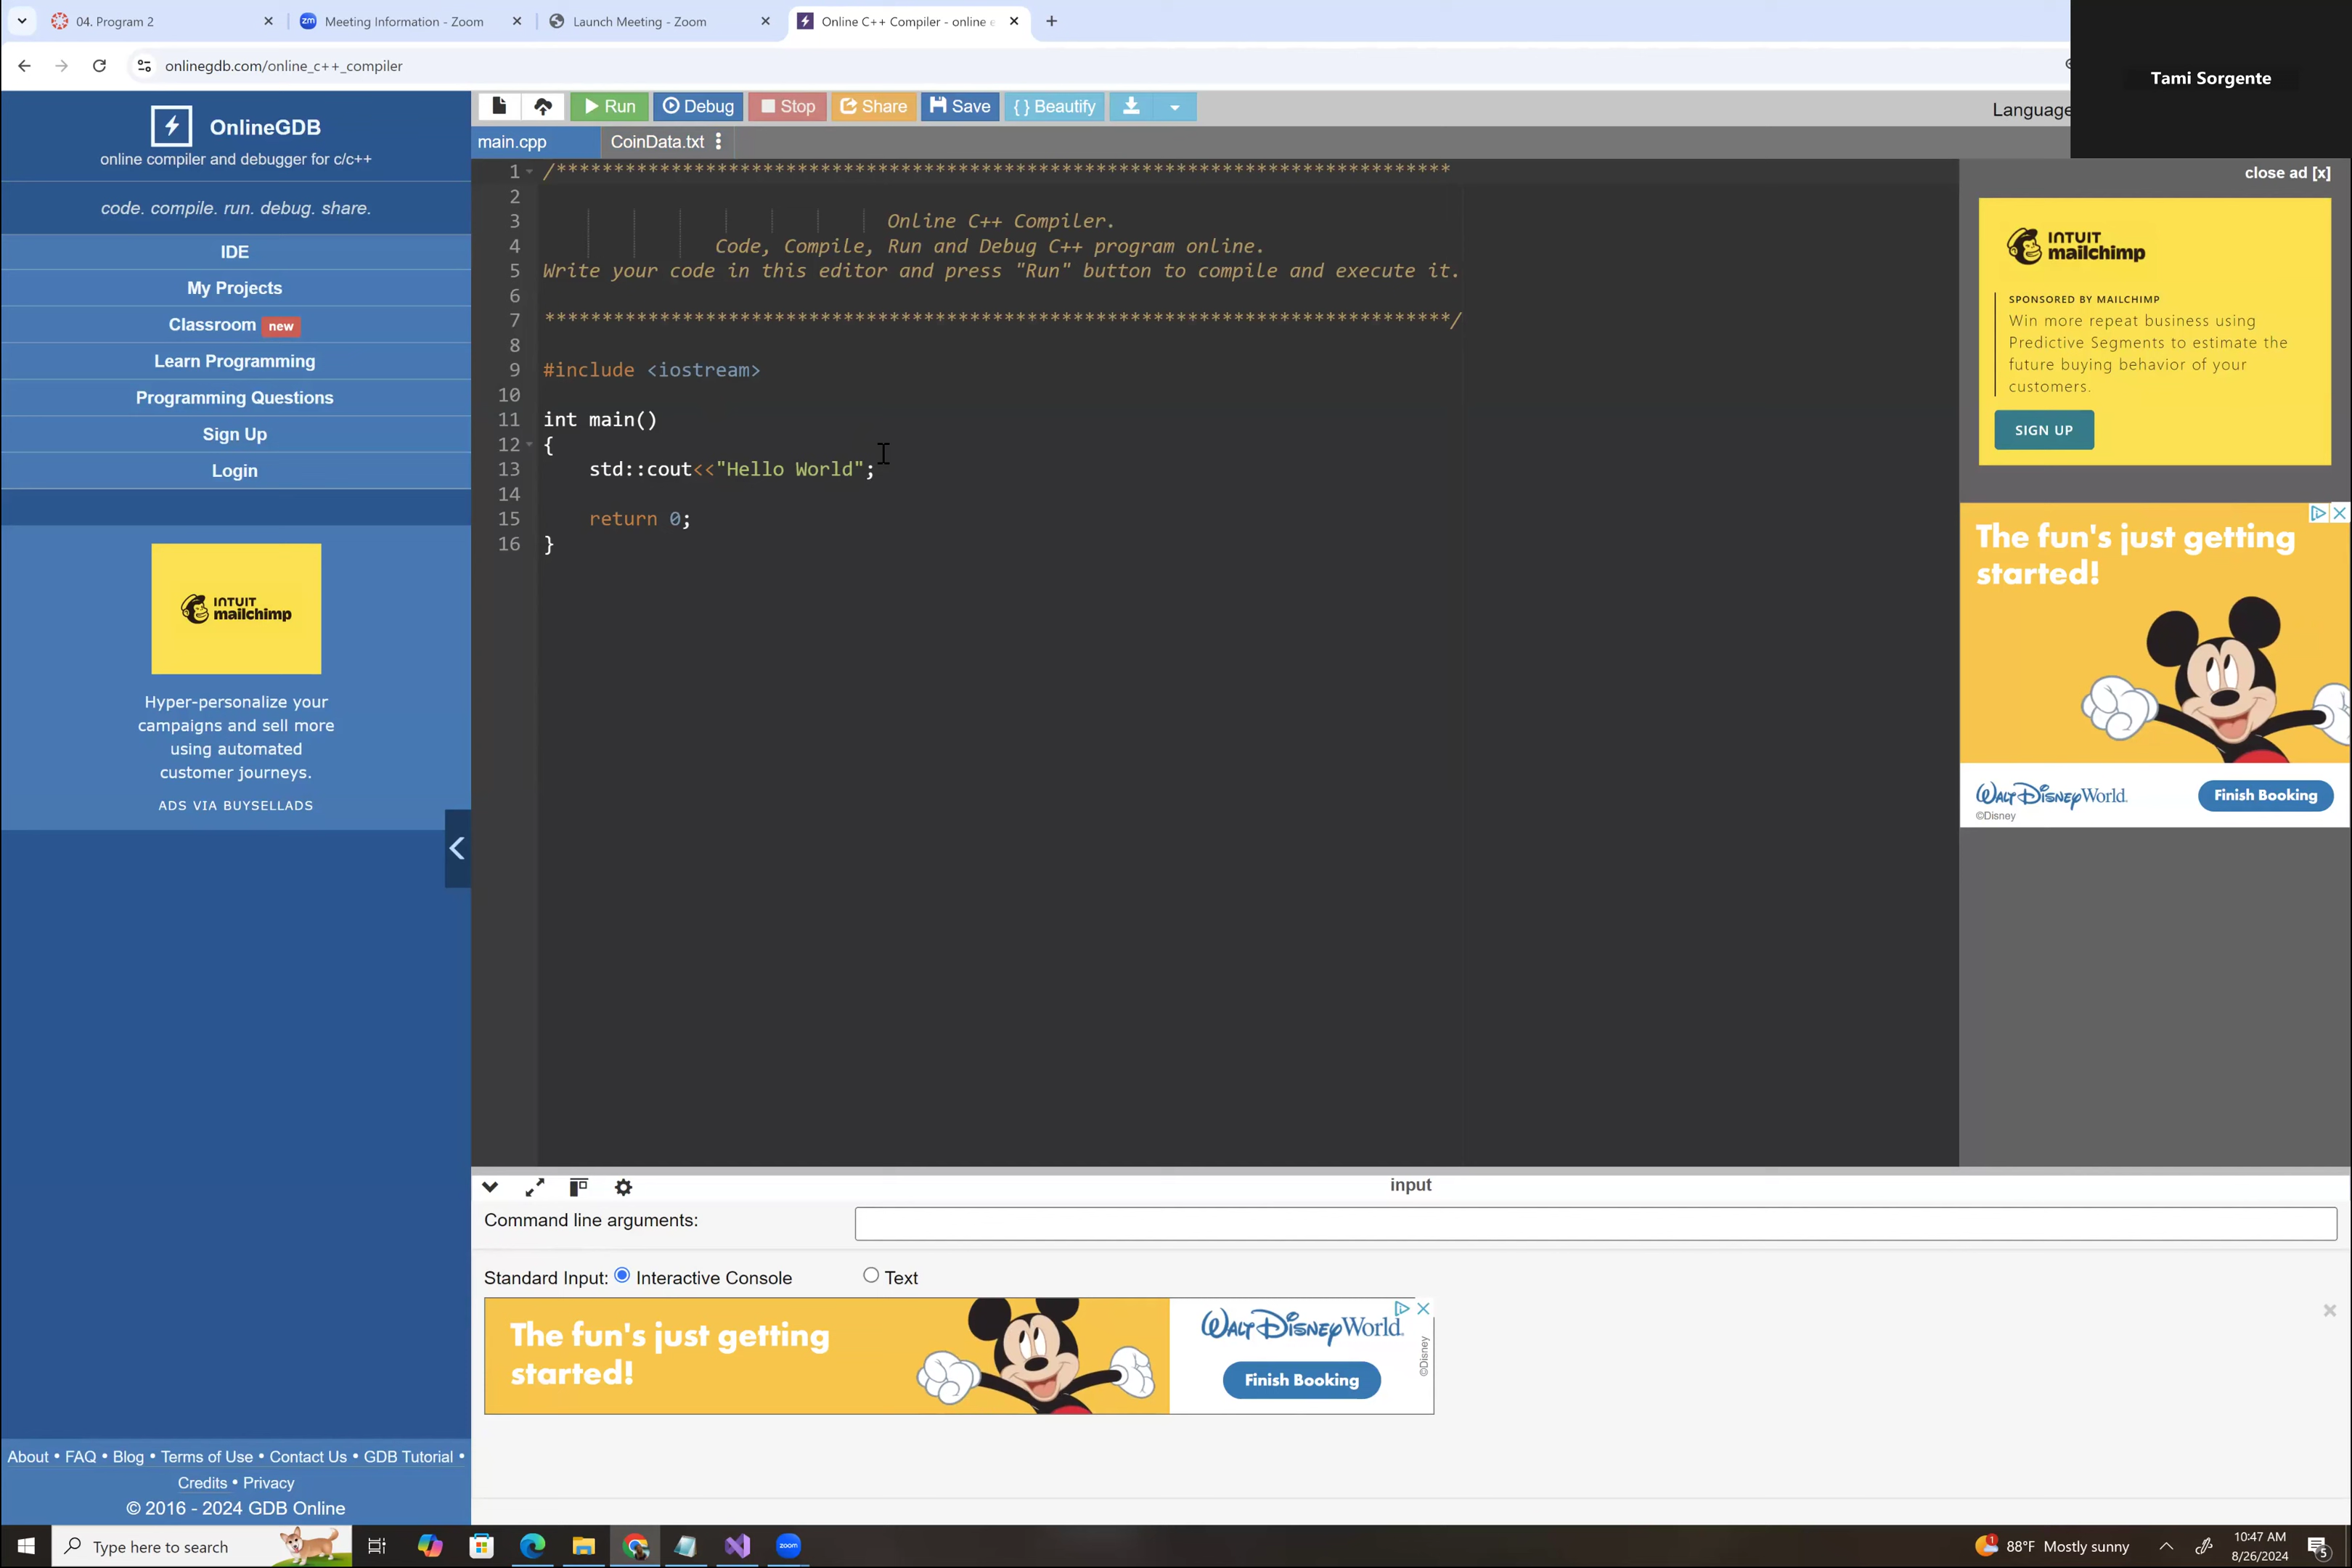 04. Program 2
Meeting Information - Zoom
Launch Meeting - Zoom
Online C++ Compiler - online e
onlinegdb.com/online_c++_compiler
Tami Sorgente
OnlineGDB
online compiler and debugger for c/c++
code. compile. run. debug. share.
IDE
My Projects
Classroom new
Learn Programming
Programming Questions
Sign Up
Login
INTUIT
mailchimp
Hyper-personalize your
campaigns and sell more
using automated
customer journeys.
ADS VIA BUYSELLADS
About • FAQ • Blog • Terms of Use • Contact Us • GDB Tutorial •
Credits • Privacy
© 2016 - 2024 GDB Online
Run Debug Stop Share Save { } Beautify
Language
main.cpp CoinData.txt
1 /******************************************************************************
2
3 Online C++ Compiler.
4 Code, Compile, Run and Debug C++ program online.
5 Write your code in this editor and press "Run" button to compile and execute it.
6
7 *******************************************************************************/
8
9 #include <iostream>
10
11 int main()
12 {
13 std::cout<<"Hello World";
14
15 return 0;
16 }
close ad [x]
INTUIT
mailchimp
SPONSORED BY MAILCHIMP
Win more repeat business using
Predictive Segments to estimate the
future buying behavior of your
customers.
SIGN UP
The fun's just getting
started!
Walt Disney World.
©Disney
Finish Booking
input
Command line arguments:
Standard Input: Interactive Console Text
The fun's just getting
started!
Walt Disney World.
Finish Booking
©Disney
Type here to search
zoom
1
88°F Mostly sunny
10:47 AM
8/26/2024
5